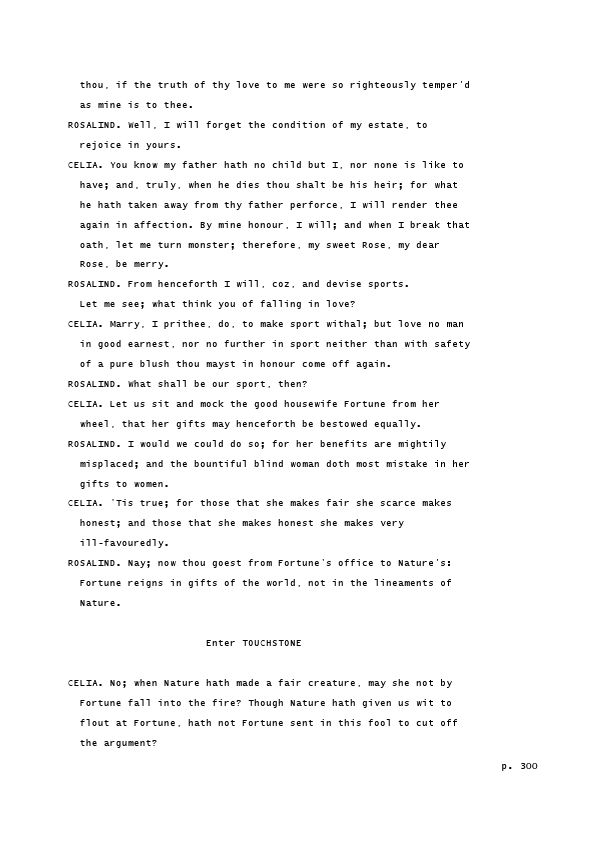 thou, if the truth of thy love to me were so righteously temper'd
as mine is to thee.
ROSALIND. Well, I will forget the condition of my estate, to
rejoice in yours.
CELIA. You know my father hath no child but I, nor none is like to
have; and, truly, when he dies thou shalt be his heir; for what
he hath taken away from thy father perforce, I will render thee
again in affection. By mine honour, I will; and when I break that
oath, let me turn monster; therefore, my sweet Rose, my dear
Rose, be merry.
ROSALIND. From henceforth I will, coz, and devise sports.
Let me see; what think you of falling in love?
CELIA. Marry, I prithee, do, to make sport withal; but love no man
in good earnest, nor no further in sport neither than with safety
of a pure blush thou mayst in honour come off again.
ROSALIND. What shall be our sport, then?
CELIA. Let us sit and mock the good housewife Fortune from her
wheel, that her gifts may henceforth be bestowed equally.
ROSALIND. I would we could do so; for her benefits are mightily
misplaced; and the bountiful blind woman doth most mistake in her
gifts to women.
CELIA. 'Tis true; for those that she makes fair she scarce makes
honest; and those that she makes honest she makes very
ill-favouredly.
ROSALIND. Nay; now thou goest from Fortune's office to Nature's:
Fortune reigns in gifts of the world, not in the lineaments of
Nature.
Enter TOUCHSTONE
CELIA. No; when Nature hath made a fair creature, may she not by
Fortune fall into the fire? Though Nature hath given us wit to
flout at Fortune, hath not Fortune sent in this fool to cut off
the argument?
p. 300